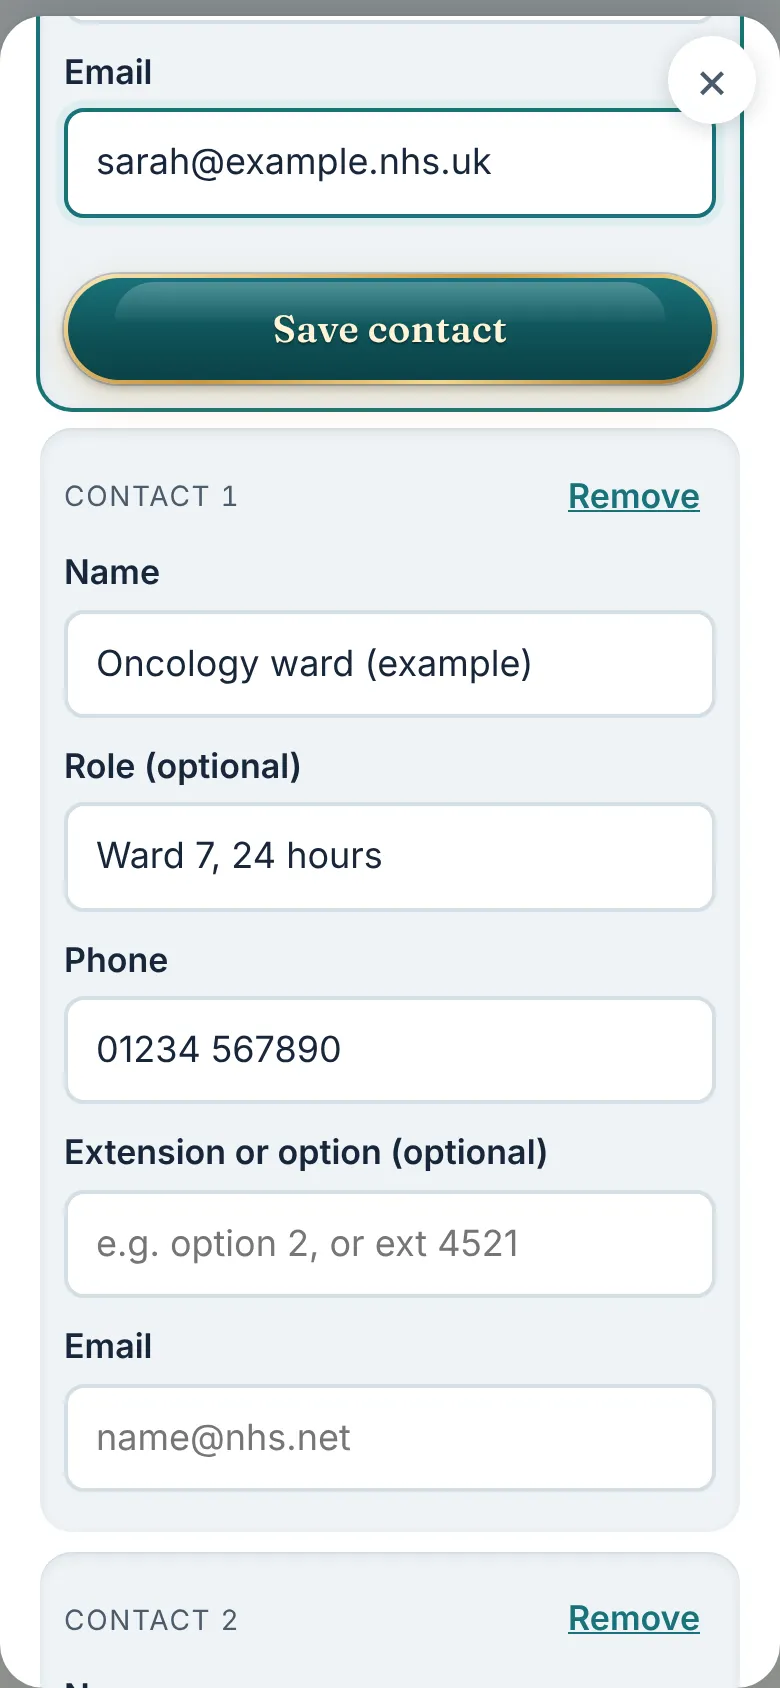 Email
sarah@example.nhs.uk
Save contact
CONTACT 1
Remove
Name
Oncology ward (example)
Role (optional)
Ward 7, 24 hours
Phone
01234 567890
Extension or option (optional)
e.g. option 2, or ext 4521
Email
name@nhs.net
CONTACT 2
Remove